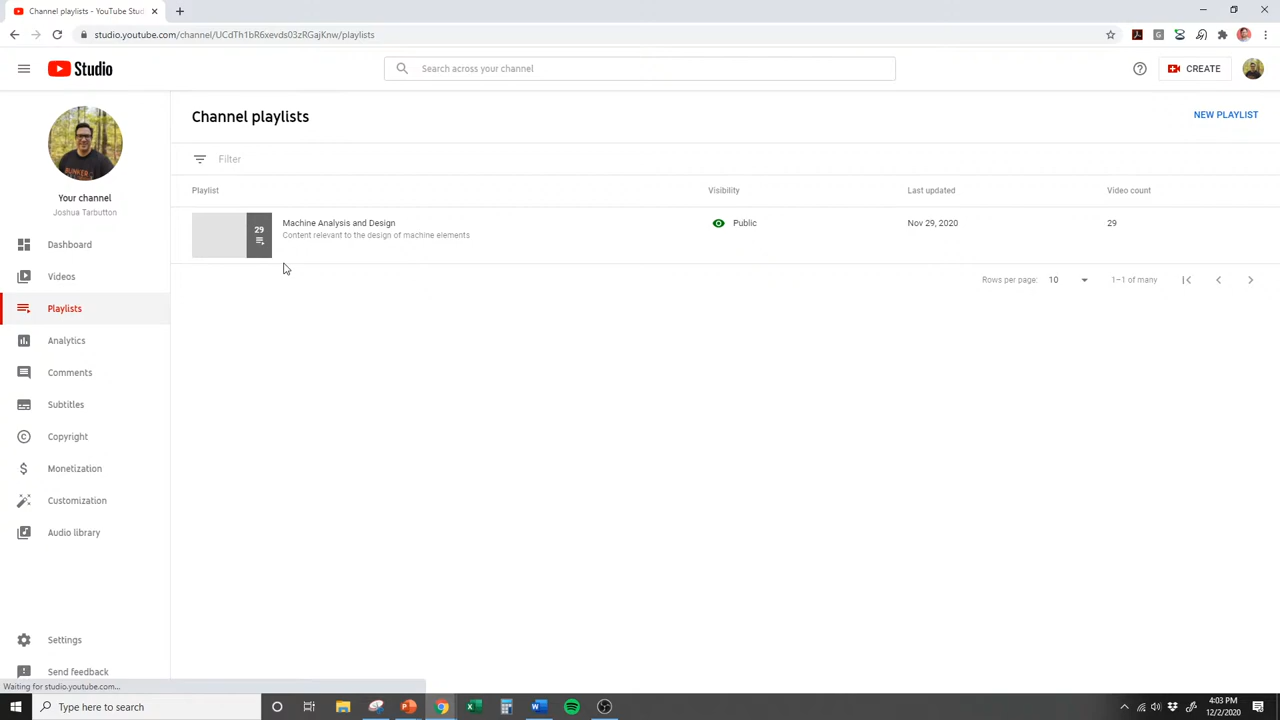 Channel playlists - YouTube Stud
studio.youtube.com/channel/UCdTh1bR6xevds03zRGajKnw/playlists
Studio
Search across your channel
CREATE
Your channel
Joshua Tarbutton
Dashboard
Videos
Playlists
Analytics
Comments
Subtitles
Copyright
Monetization
Customization
Audio library
Settings
Send feedback
Channel playlists
NEW PLAYLIST
Filter
Playlist Visibility Last updated Video count
29
Machine Analysis and Design
Content relevant to the design of machine elements
Public
Nov 29, 2020
29
Rows per page: 10 1–1 of many
Waiting for studio.youtube.com...
Type here to search
4:03 PM
12/2/2020